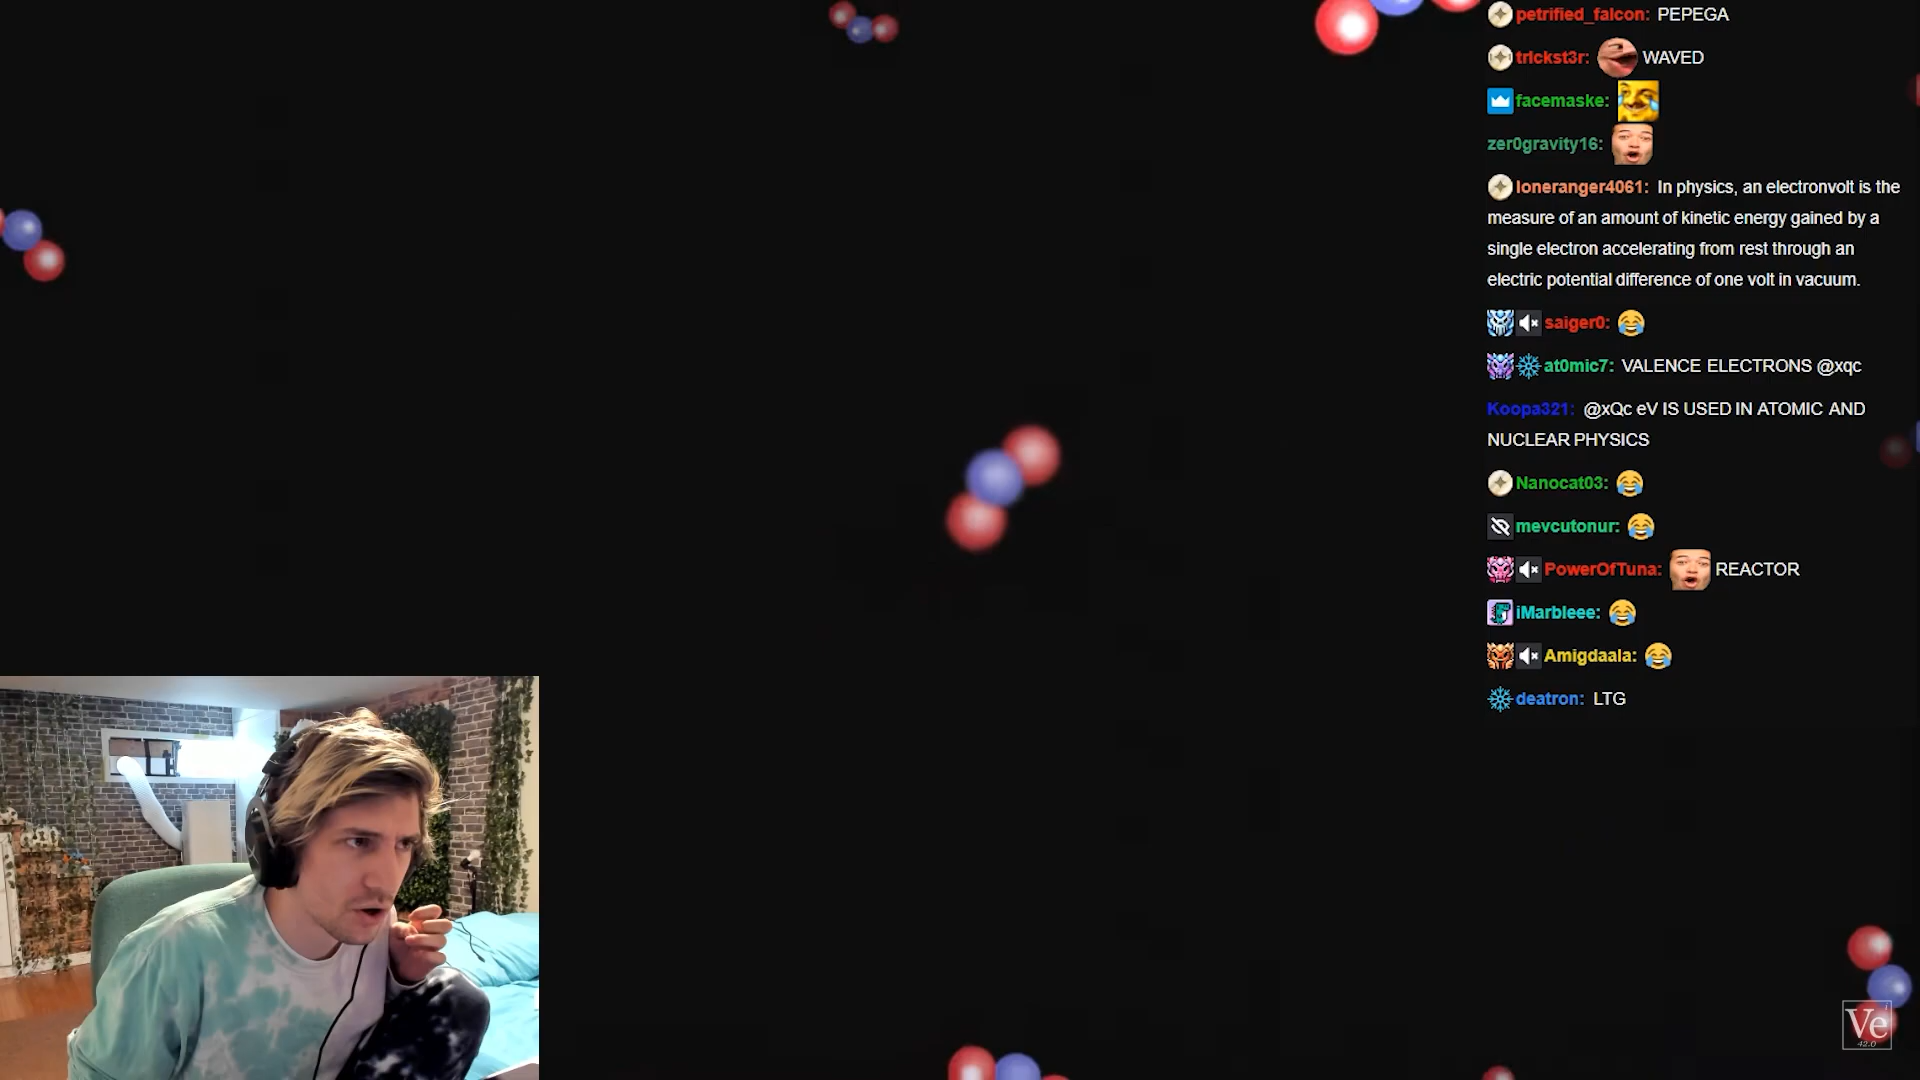 petrified_falcon: PEPEGA
tr1ckst3r: WAVED
facemaske:
zer0gravity16:
loneranger4061: In physics, an electronvolt is the
measure of an amount of kinetic energy gained by a
single electron accelerating from rest through an
electric potential difference of one volt in vacuum.
saiger0: 😂
at0mic7: VALENCE ELECTRONS @xqc
Koopa321: @xQc eV IS USED IN ATOMIC AND
NUCLEAR PHYSICS
Nanocat03: 😂
mevcutonur: 😂
PowerOfTuna: REACTOR
iMarbleee: 😂
Amigdaala: 😂
deatron: LTG
i
Ve
42.0